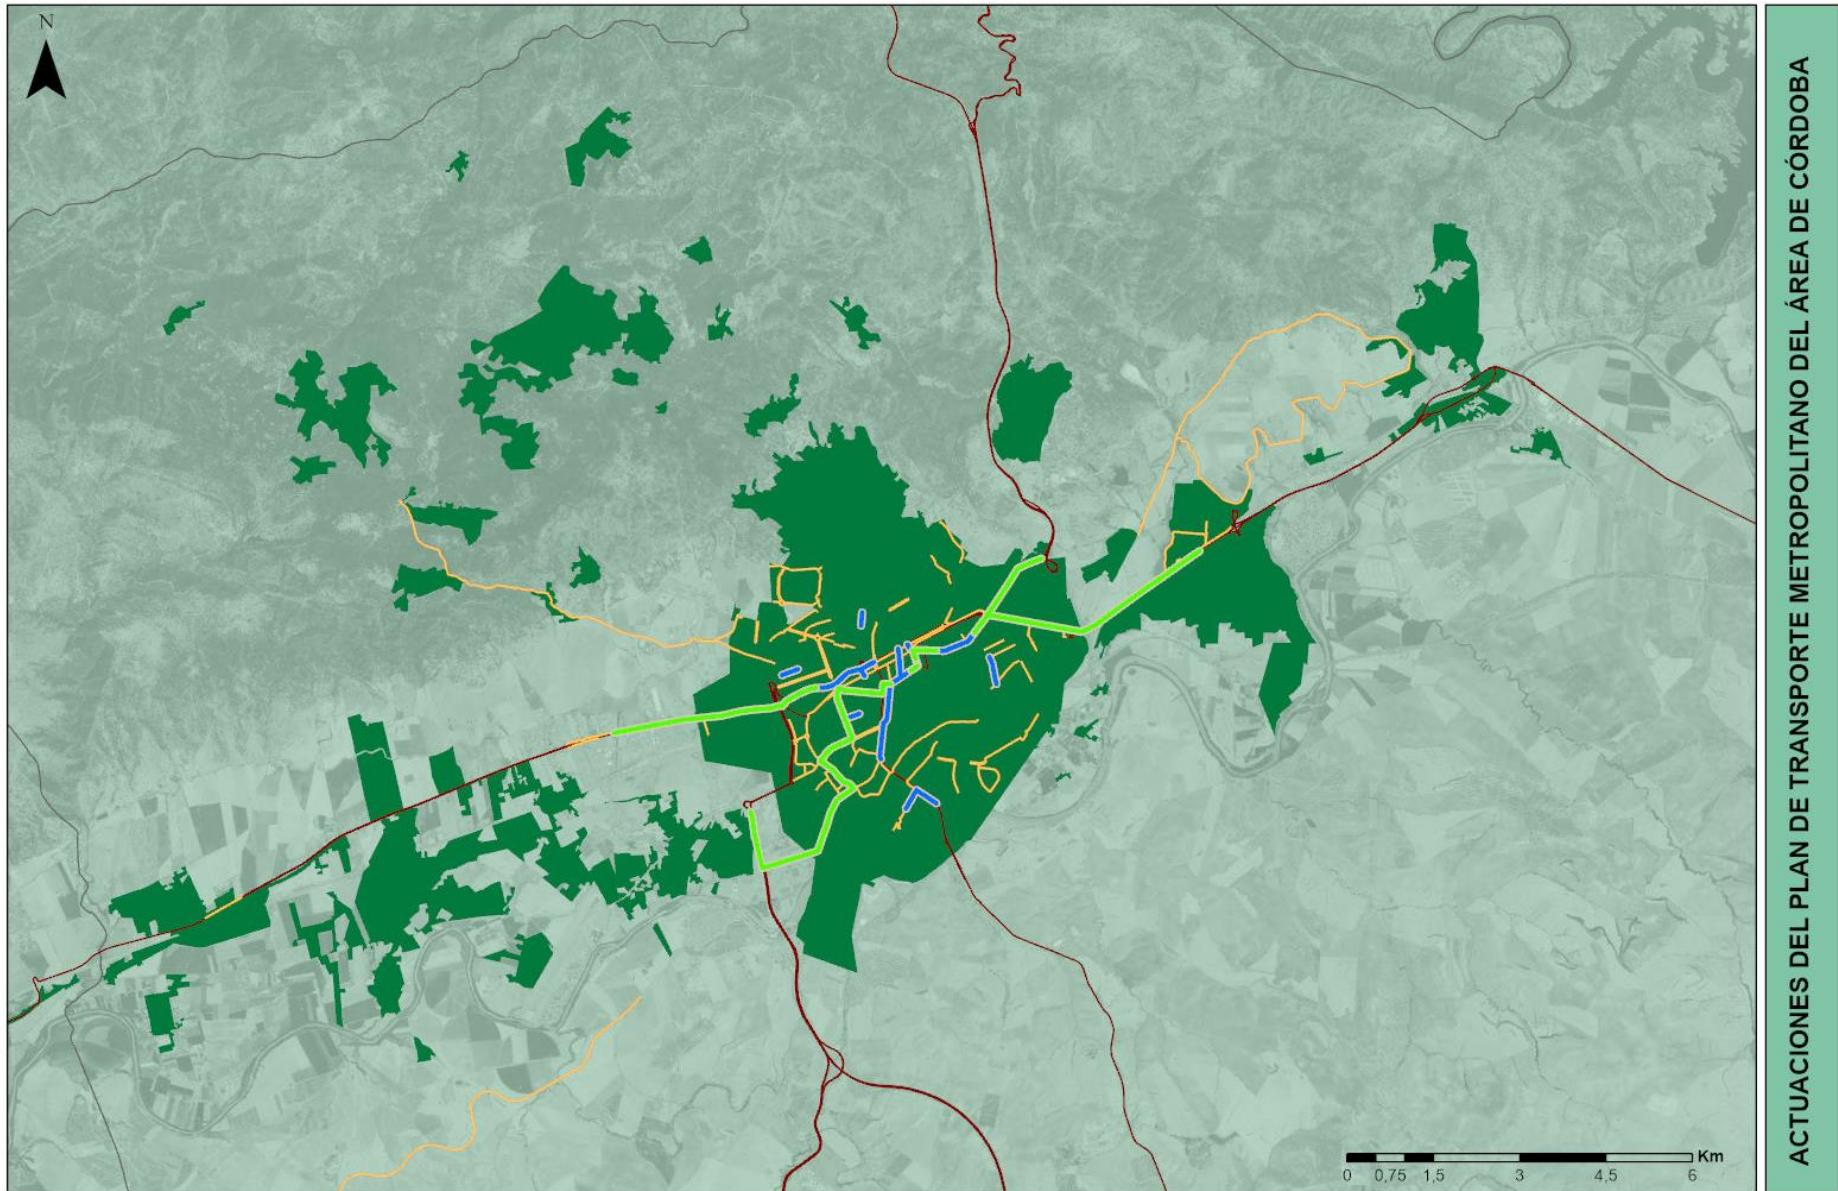 N
ACTUACIONES DEL PLAN DE TRANSPORTE METROPOLITANO DEL ÁREA DE CÓRDOBA
Km
0 0,75 1,5 3 4,5 6